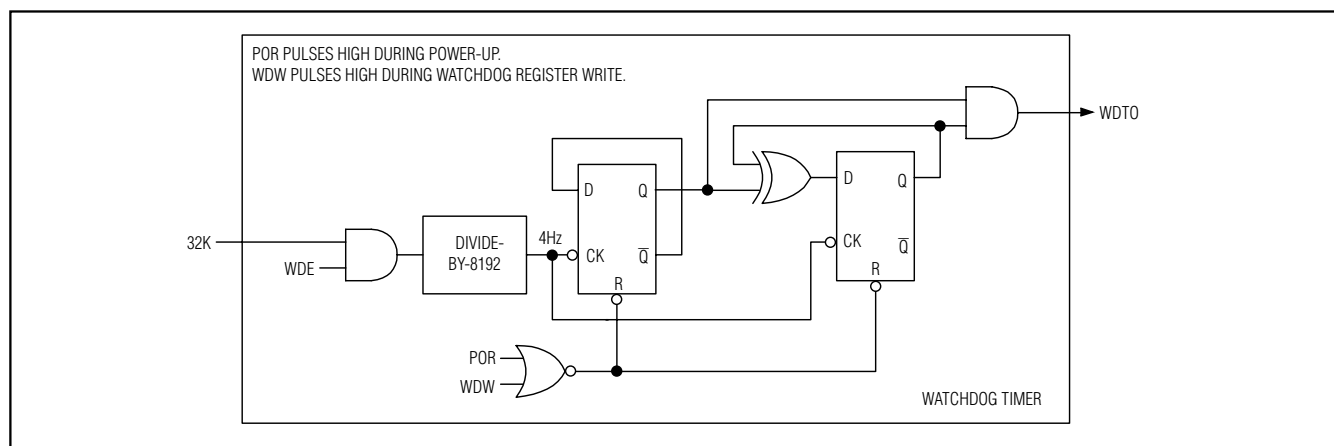 POR PULSES HIGH DURING POWER-UP.
WDW PULSES HIGH DURING WATCHDOG REGISTER WRITE.
WDTO
D
Q
D
Q
32K
WDE
DIVIDE-
BY-8192
4Hz
CK
Q̅
R
CK
Q̅
R
POR
WDW
WATCHDOG TIMER